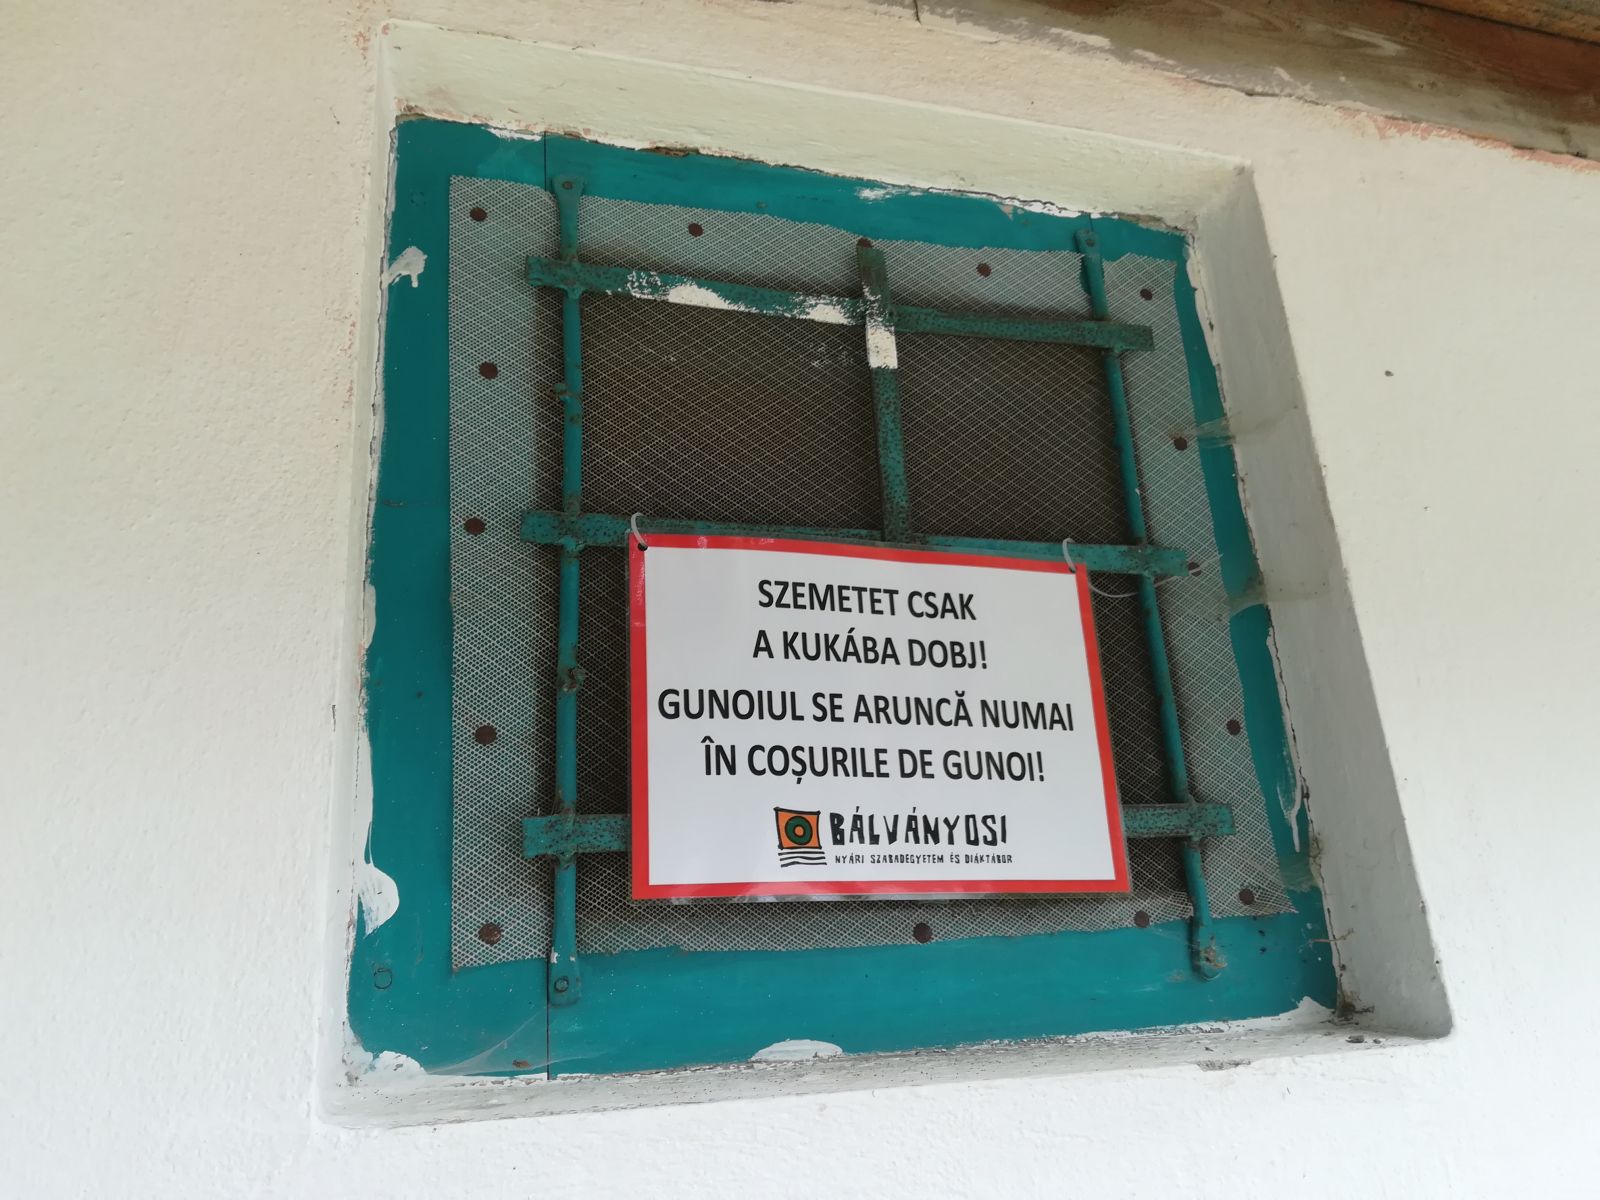 SZEMETET CSAK
A KUKÁBA DOBJ!
GUNOIUL SE ARUNCĂ NUMAI
ÎN COȘURILE DE GUNOI!
BÁLVÁNYOSI
NYÁRI SZABADEGYETEM ÉS DIÁKTÁBOR